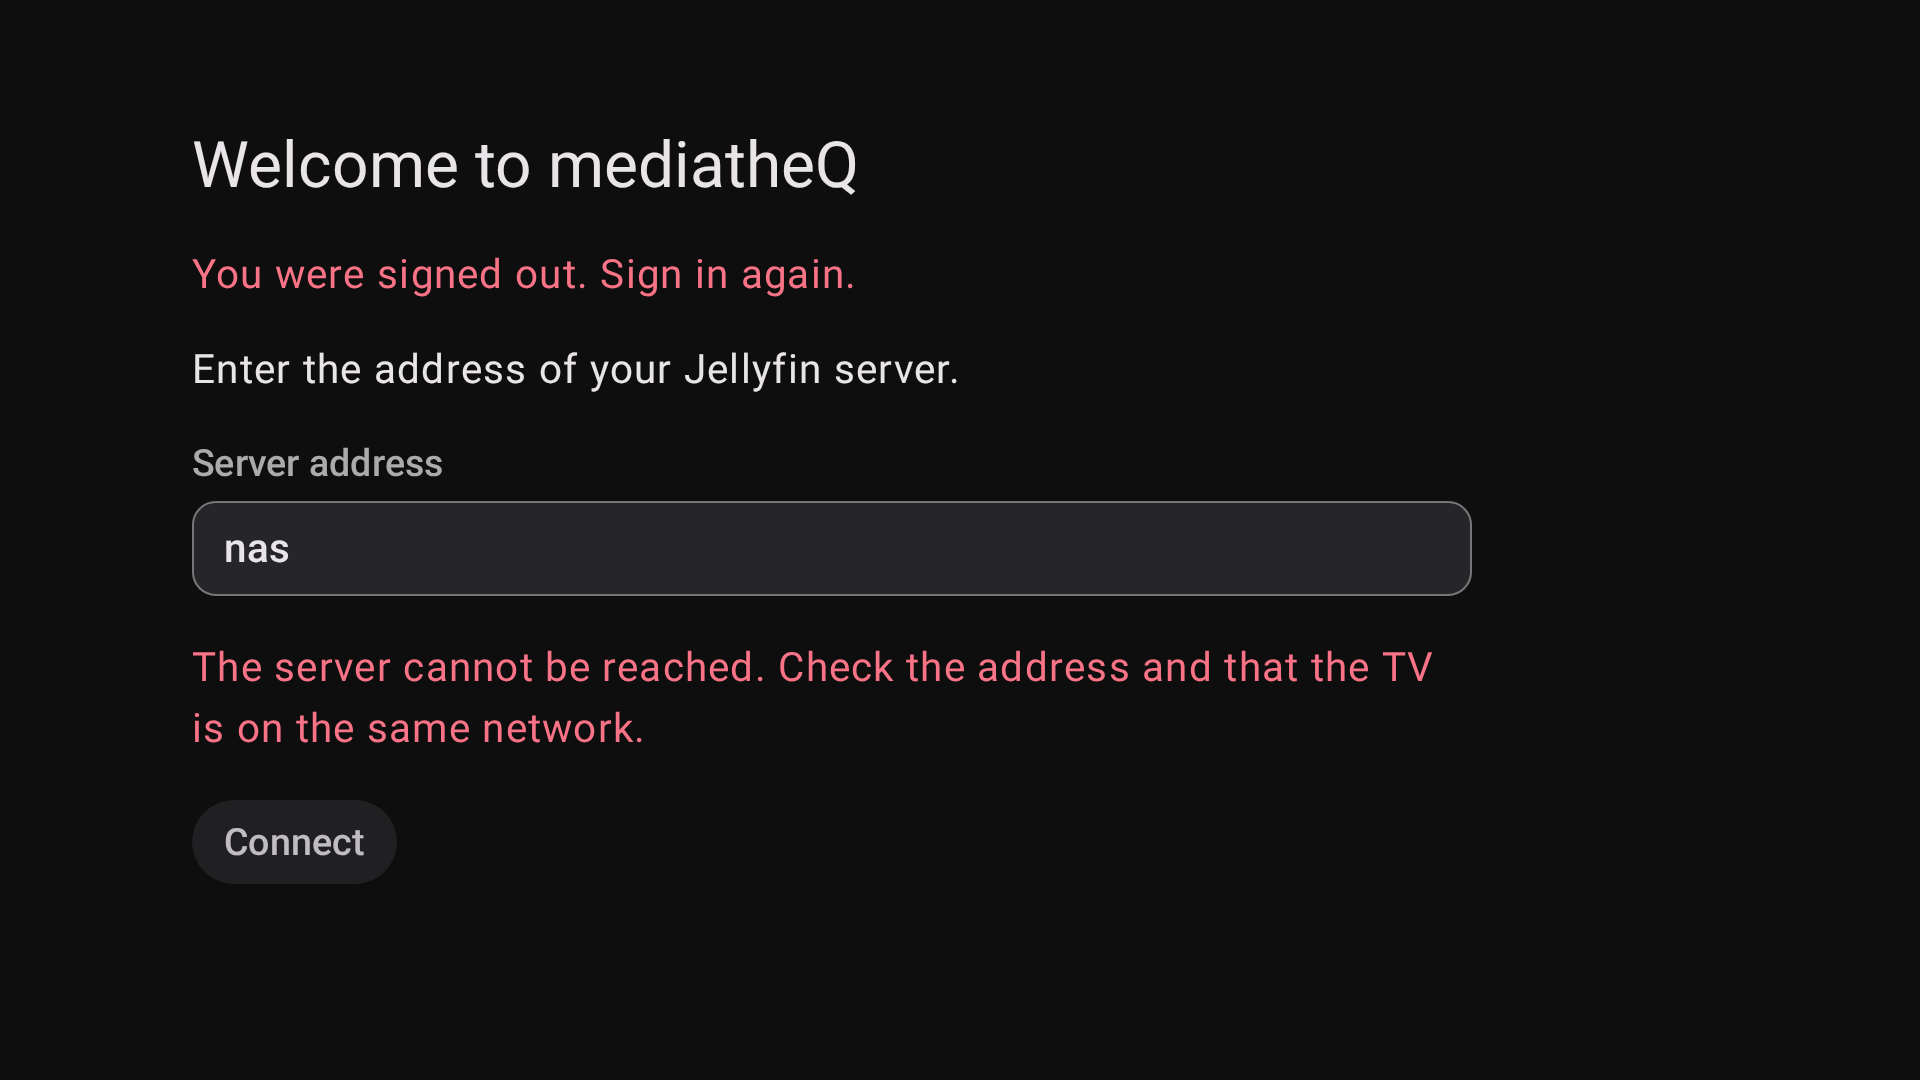 Welcome to mediatheQ
You were signed out. Sign in again.
Enter the address of your Jellyfin server.
Server address
nas
The server cannot be reached. Check the address and that the TV
is on the same network.
Connect